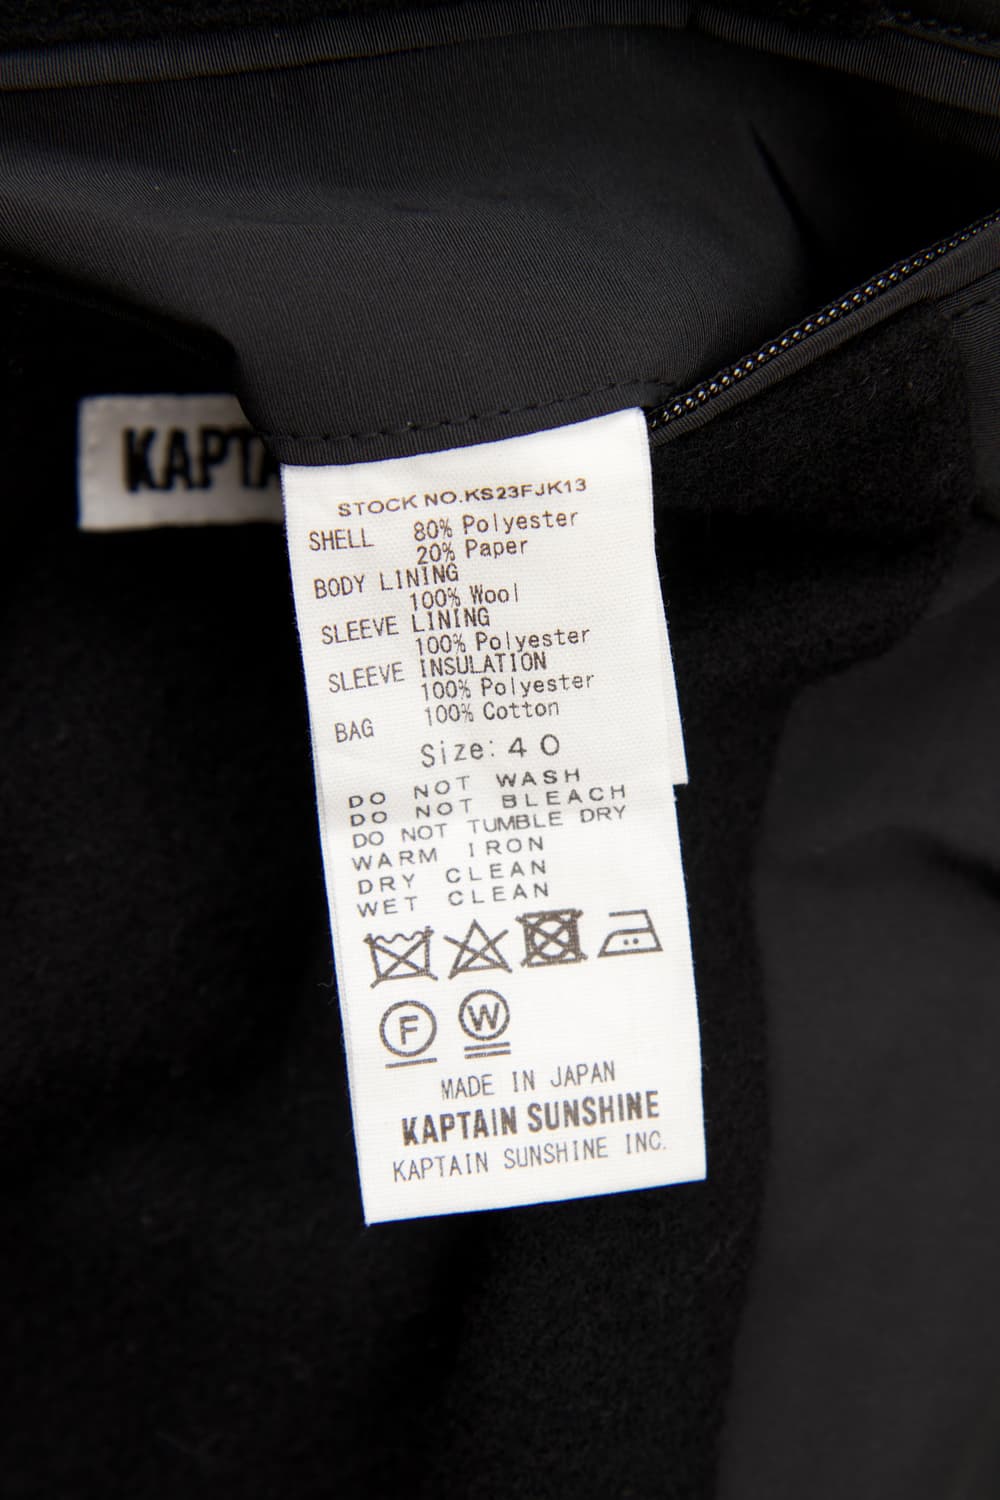 KAPTA
STOCK NO.KS23FJK13
SHELL 80% Polyester
20% Paper
BODY LINING
100% Wool
SLEEVE LINING
100% Polyester
SLEEVE INSULATION
100% Polyester
BAG 100% Cotton
Size: 40
DO NOT WASH
DO NOT BLEACH
DO NOT TUMBLE DRY
WARM IRON
DRY CLEAN
WET CLEAN
F W
MADE IN JAPAN
KAPTAIN SUNSHINE
KAPTAIN SUNSHINE INC.